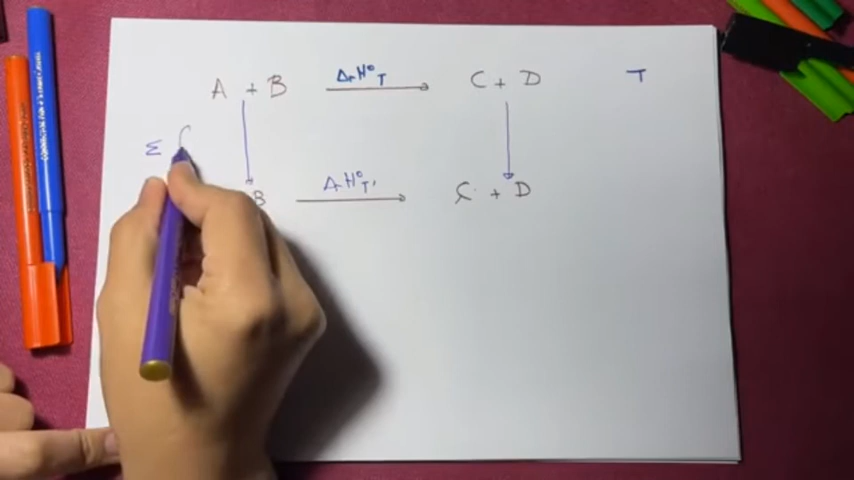 A + B ΔrH°T C + D T
Σ ∫
B ΔH°T' C + D